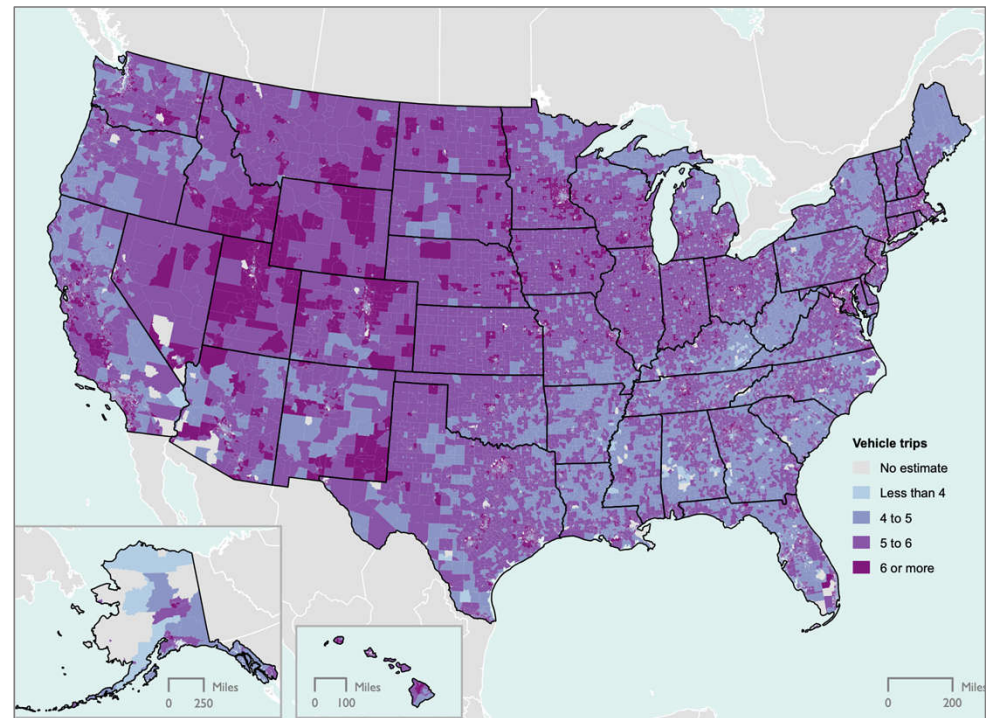 Vehicle trips
No estimate
Less than 4
4 to 5
5 to 6
6 or more
Miles
0 250
Miles
0 100
Miles
0 200